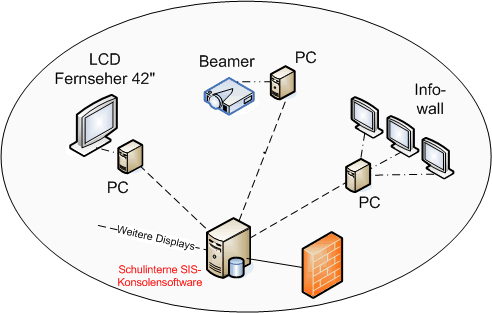 LCD
Fernseher 42"
Beamer
PC
Info-
wall
PC
PC
Weitere Displays
Schulinterne SIS-
Konsolensoftware